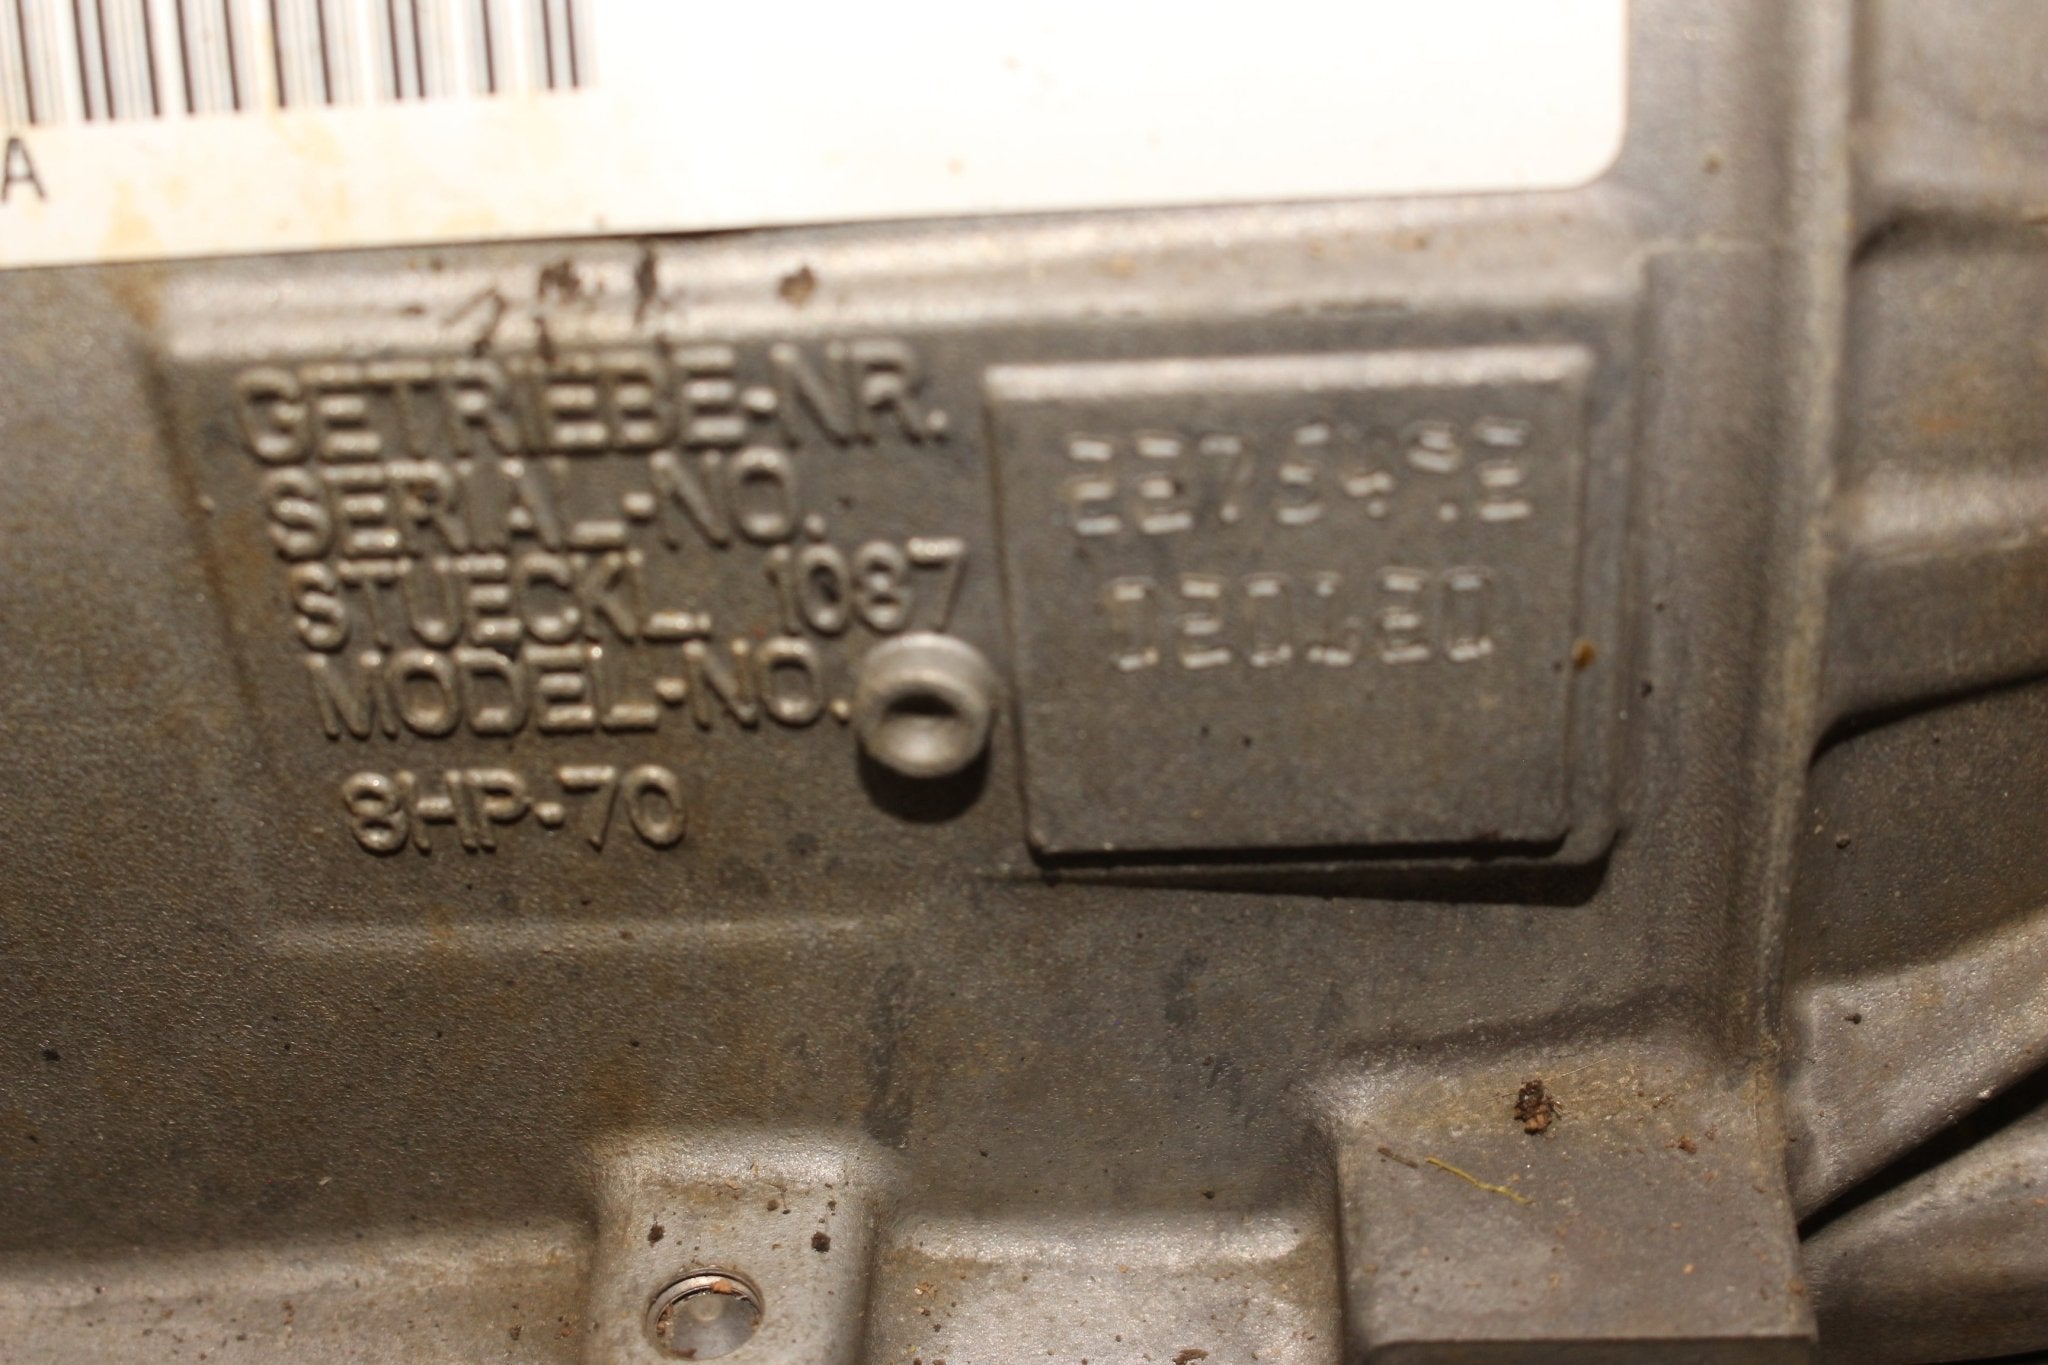 A
GETRIEBE-NR.
SERIAL-NO.
STUECKL. 1087
MODEL-NO.
8HP-70